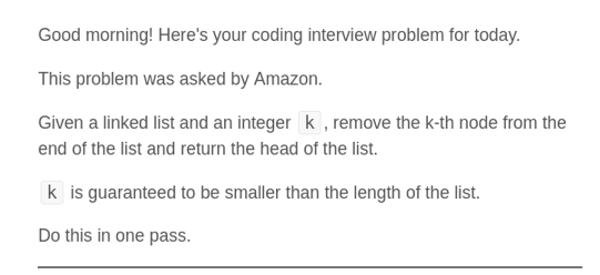 Good morning! Here's your coding interview problem for today.
This problem was asked by Amazon.
Given a linked list and an integer k, remove the k-th node from the
end of the list and return the head of the list.
k is guaranteed to be smaller than the length of the list.
Do this in one pass.